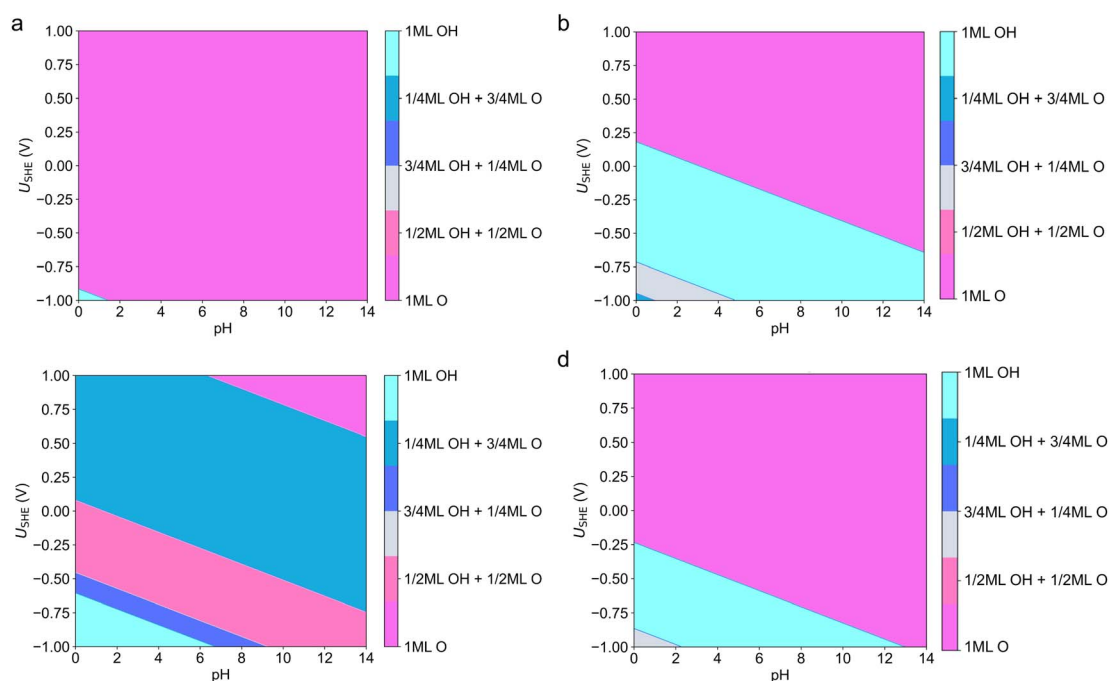 a
1.00
0.75
0.50
0.25
0.00
−0.25
−0.50
−0.75
−1.00
U_SHE (V)
0 2 4 6 8 10 12 14
pH
1ML OH
1/4ML OH + 3/4ML O
3/4ML OH + 1/4ML O
1/2ML OH + 1/2ML O
1ML O
b
1.00
0.75
0.50
0.25
0.00
−0.25
−0.50
−0.75
−1.00
U_SHE (V)
0 2 4 6 8 10 12 14
pH
1ML OH
1/4ML OH + 3/4ML O
3/4ML OH + 1/4ML O
1/2ML OH + 1/2ML O
1ML O
1.00
0.75
0.50
0.25
0.00
−0.25
−0.50
−0.75
−1.00
U_SHE (V)
0 2 4 6 8 10 12 14
pH
1ML OH
1/4ML OH + 3/4ML O
3/4ML OH + 1/4ML O
1/2ML OH + 1/2ML O
1ML O
d
1.00
0.75
0.50
0.25
0.00
−0.25
−0.50
−0.75
−1.00
U_SHE (V)
0 2 4 6 8 10 12 14
pH
1ML OH
1/4ML OH + 3/4ML O
3/4ML OH + 1/4ML O
1/2ML OH + 1/2ML O
1ML O